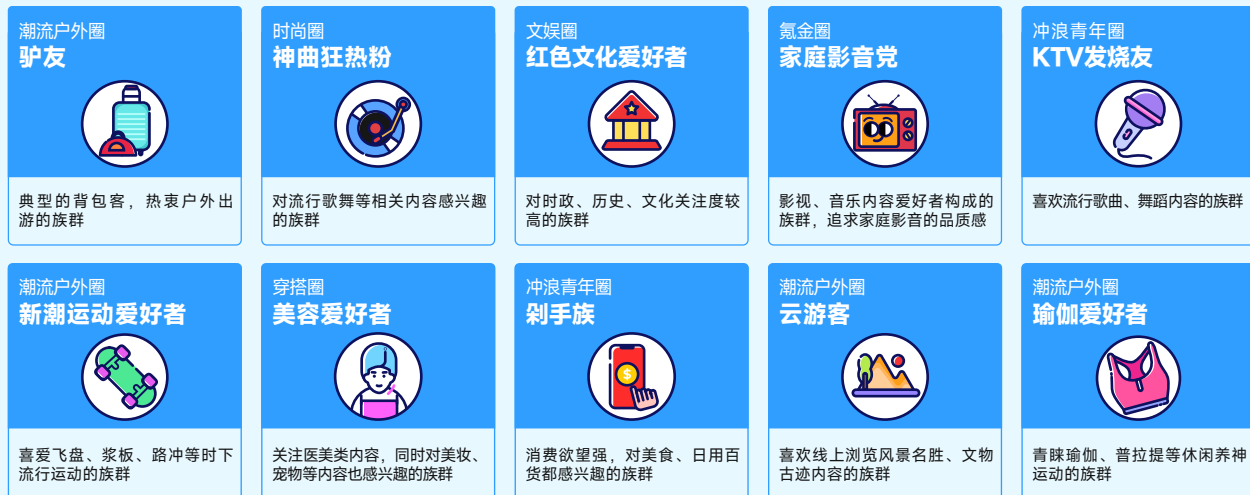 潮流户外圈
驴友
典型的背包客，热衷户外出
游的族群
时尚圈
神曲狂热粉
对流行歌舞等相关内容感兴趣
的族群
文娱圈
红色文化爱好者
对时政、历史、文化关注度较
高的族群
氪金圈
家庭影音党
影视、音乐内容爱好者构成的
族群，追求家庭影音的品质感
冲浪青年圈
KTV发烧友
喜欢流行歌曲、舞蹈内容的族群
潮流户外圈
新潮运动爱好者
喜爱飞盘、浆板、路冲等时下
流行运动的族群
穿搭圈
美容爱好者
关注医美类内容，同时对美妆、
宠物等内容也感兴趣的族群
冲浪青年圈
剁手族
消费欲望强，对美食、日用百
货都感兴趣的族群
潮流户外圈
云游客
喜欢线上浏览风景名胜、文物
古迹内容的族群
潮流户外圈
瑜伽爱好者
青睐瑜伽、普拉提等休闲养神
运动的族群